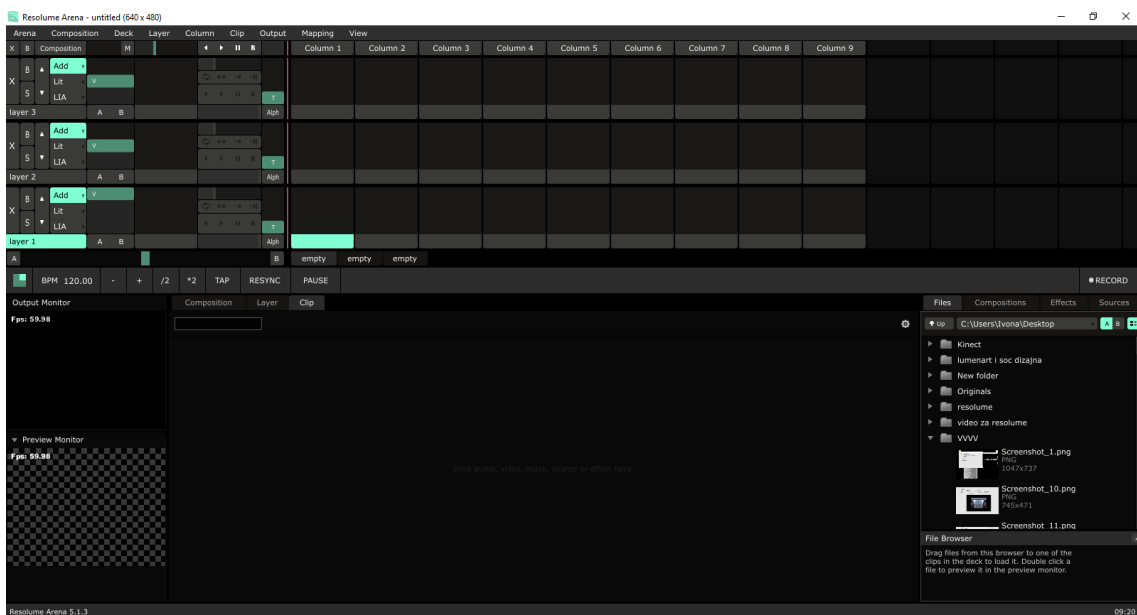 Resolume Arena - untitled (640 x 480)
Arena Composition Deck Layer Column Clip Output Mapping View
X B Composition M B Column 1 Column 2 Column 3 Column 4 Column 5 Column 6 Column 7 Column 8 Column 9
B Add
X Lit V
S LIA T
layer 3 A B Alph
B Add
X Lit V
S LIA T
layer 2 A B Alph
B Add V
X Lit
S LIA T
layer 1 A B Alph
A B empty empty empty
BPM 120.00 - + /2 *2 TAP RESYNC PAUSE RECORD
Output Monitor Composition Layer Clip Files Compositions Effects Sources
Fps: 59.98
Up C:\Users\Ivona\Desktop A B
Kinect
lumenart i soc dizajna
New folder
Originals
resolume
video za resolume
Preview Monitor
VVVV
Fps: 59.98
Screenshot_1.png
PNG
1047x737
Drop audio, video, mask, source or effect here.
Screenshot_10.png
PNG
745x471
Screenshot_11.png
File Browser
Drag files from this browser to one of the
clips in the deck to load it. Double click a
file to preview it in the preview monitor.
Resolume Arena 5.1.3 09:20